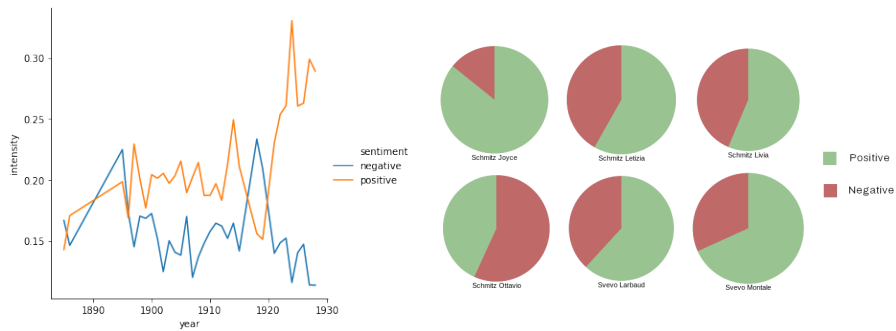 0.30
0.25
0.20
0.15
intensity
1890
1900
1910
1920
1930
year
sentiment
negative
positive
Schmitz Joyce
Schmitz Letizia
Schmitz Livia
Schmitz Ottavio
Svevo Larbaud
Svevo Montale
Positive
Negative